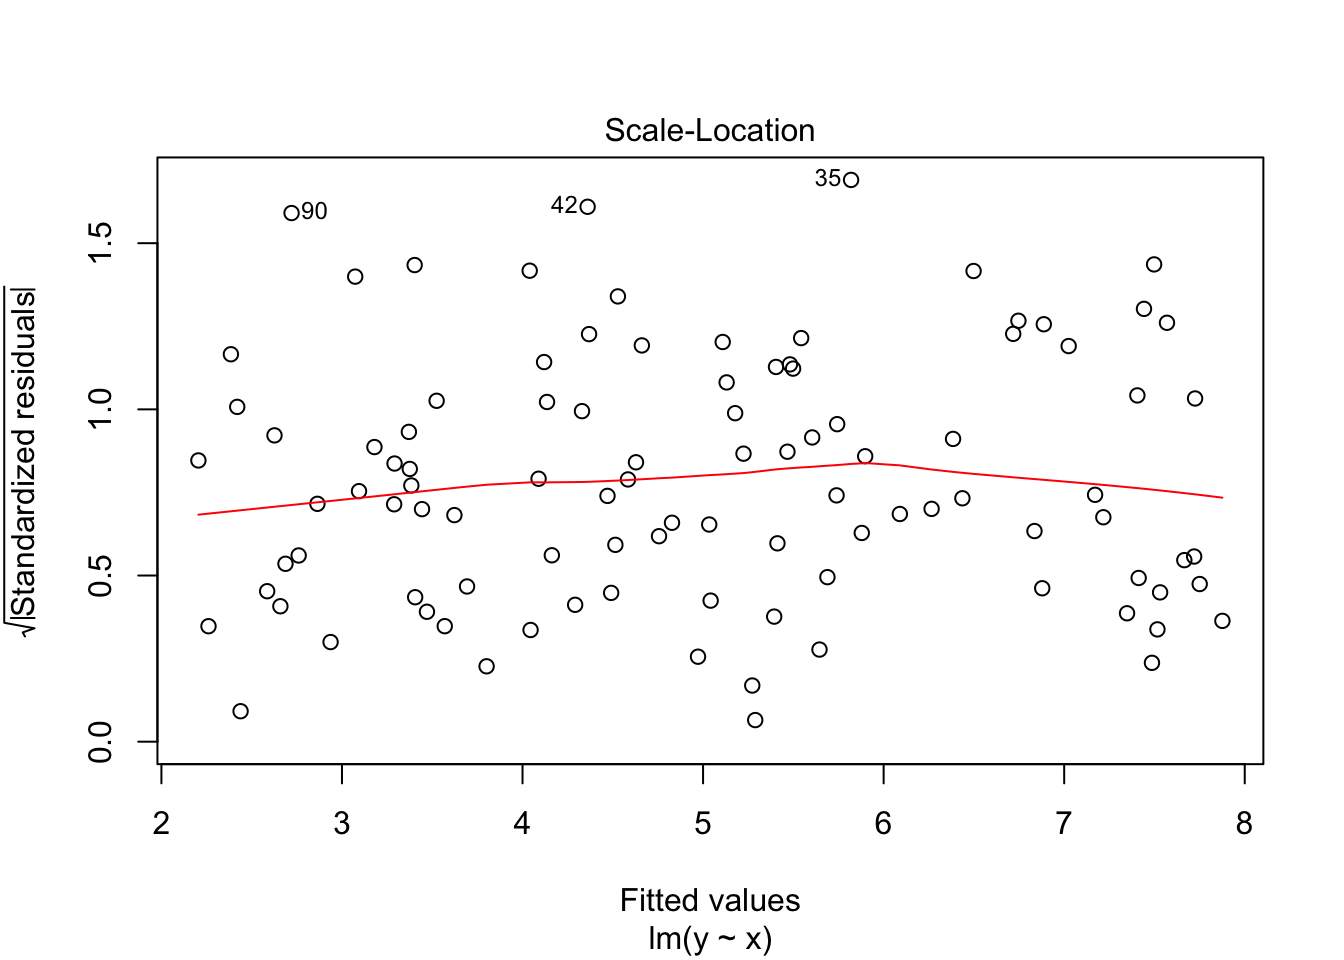 Scale-Location
90
42
35
√|Standardized residuals|
0.0 0.5 1.0 1.5
2 3 4 5 6 7 8
Fitted values
lm(y ~ x)